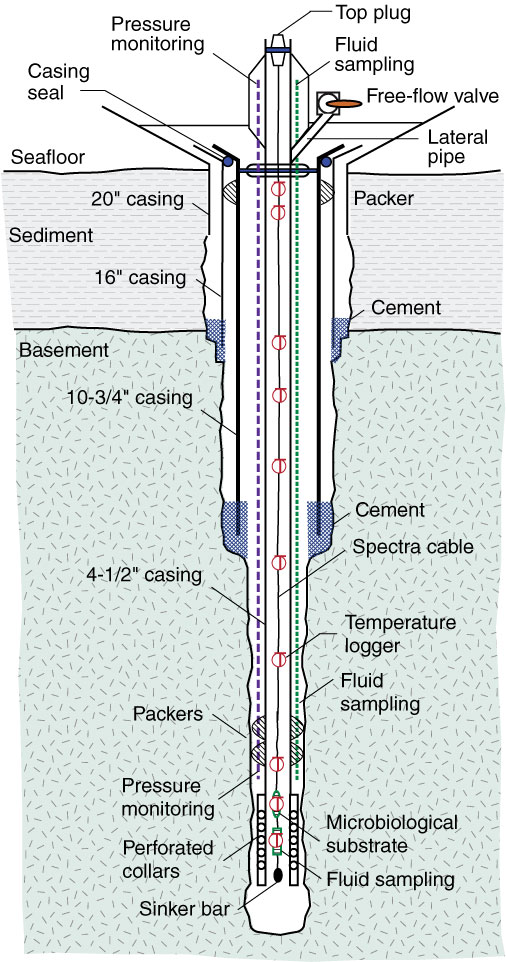 Top plug
Pressure
monitoring
Fluid
sampling
Casing
seal
Free-flow valve
Lateral
pipe
Seafloor
20" casing
Packer
Sediment
16" casing
Cement
Basement
10-3/4" casing
Cement
Spectra cable
4-1/2" casing
Temperature
logger
Fluid
sampling
Packers
Pressure
monitoring
Microbiological
substrate
Perforated
collars
Fluid sampling
Sinker bar